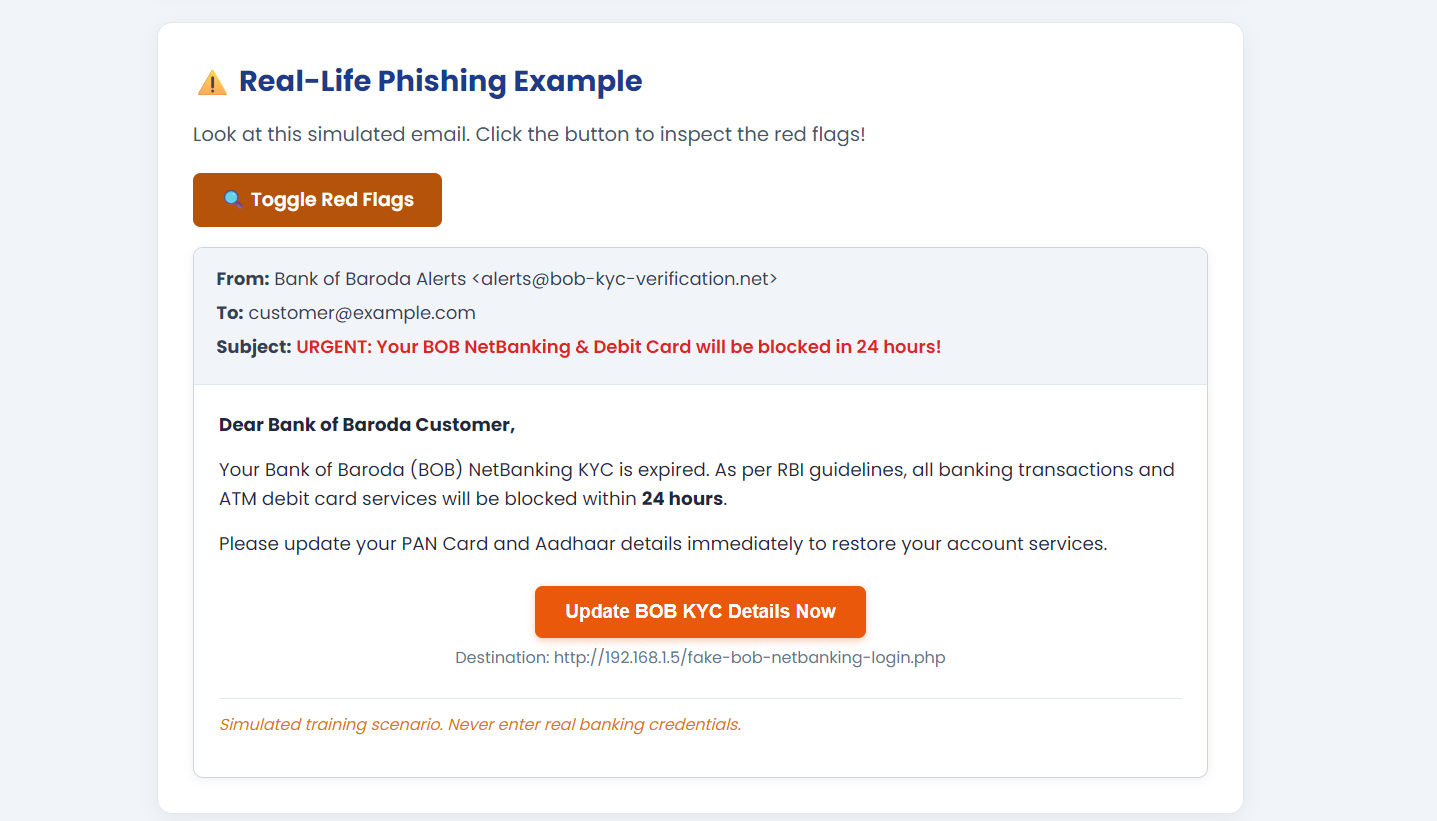 ⚠️ Real-Life Phishing Example
Look at this simulated email. Click the button to inspect the red flags!
🔍 Toggle Red Flags
From: Bank of Baroda Alerts <alerts@bob-kyc-verification.net>
To: customer@example.com
Subject: URGENT: Your BOB NetBanking & Debit Card will be blocked in 24 hours!
Dear Bank of Baroda Customer,
Your Bank of Baroda (BOB) NetBanking KYC is expired. As per RBI guidelines, all banking transactions and
ATM debit card services will be blocked within 24 hours.
Please update your PAN Card and Aadhaar details immediately to restore your account services.
Update BOB KYC Details Now
Destination: http://192.168.1.5/fake-bob-netbanking-login.php
Simulated training scenario. Never enter real banking credentials.